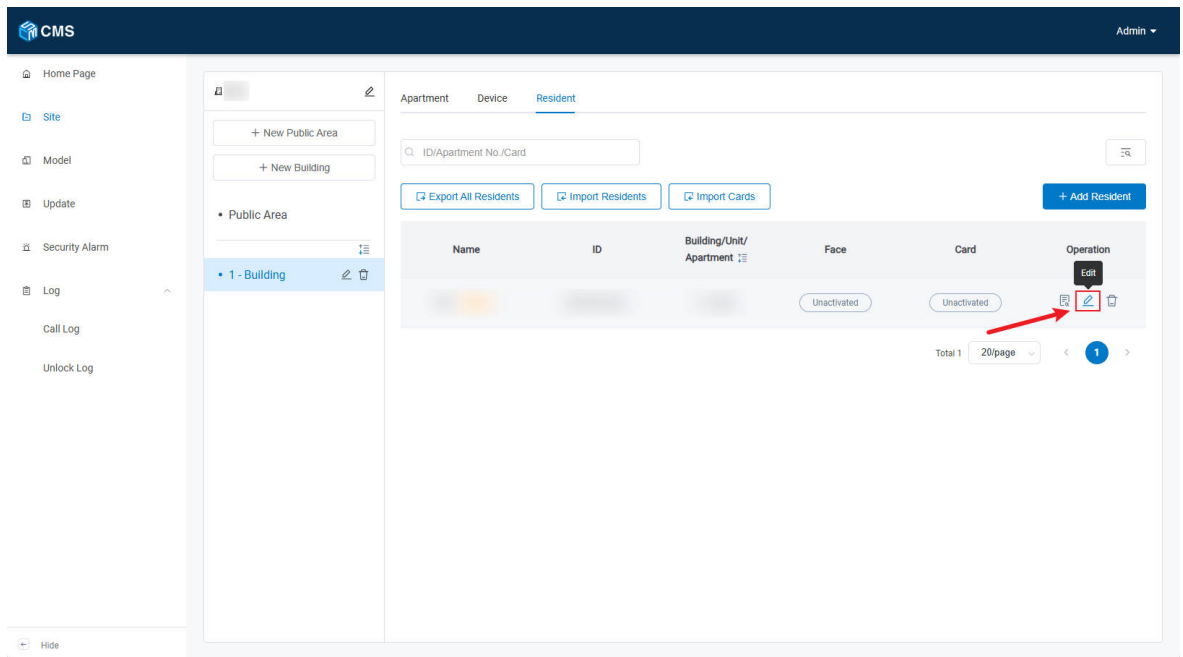 CMS
Admin
Home Page
Site
Model
Update
Security Alarm
Log
Call Log
Unlock Log
Hide
+ New Public Area
+ New Building
• Public Area
• 1 - Building
Apartment Device Resident
ID/Apartment No./Card
Export All Residents Import Residents Import Cards + Add Resident
Name ID Building/Unit/
Apartment Face Card Operation
Edit
Unactivated Unactivated
Total 1 20/page < 1 >